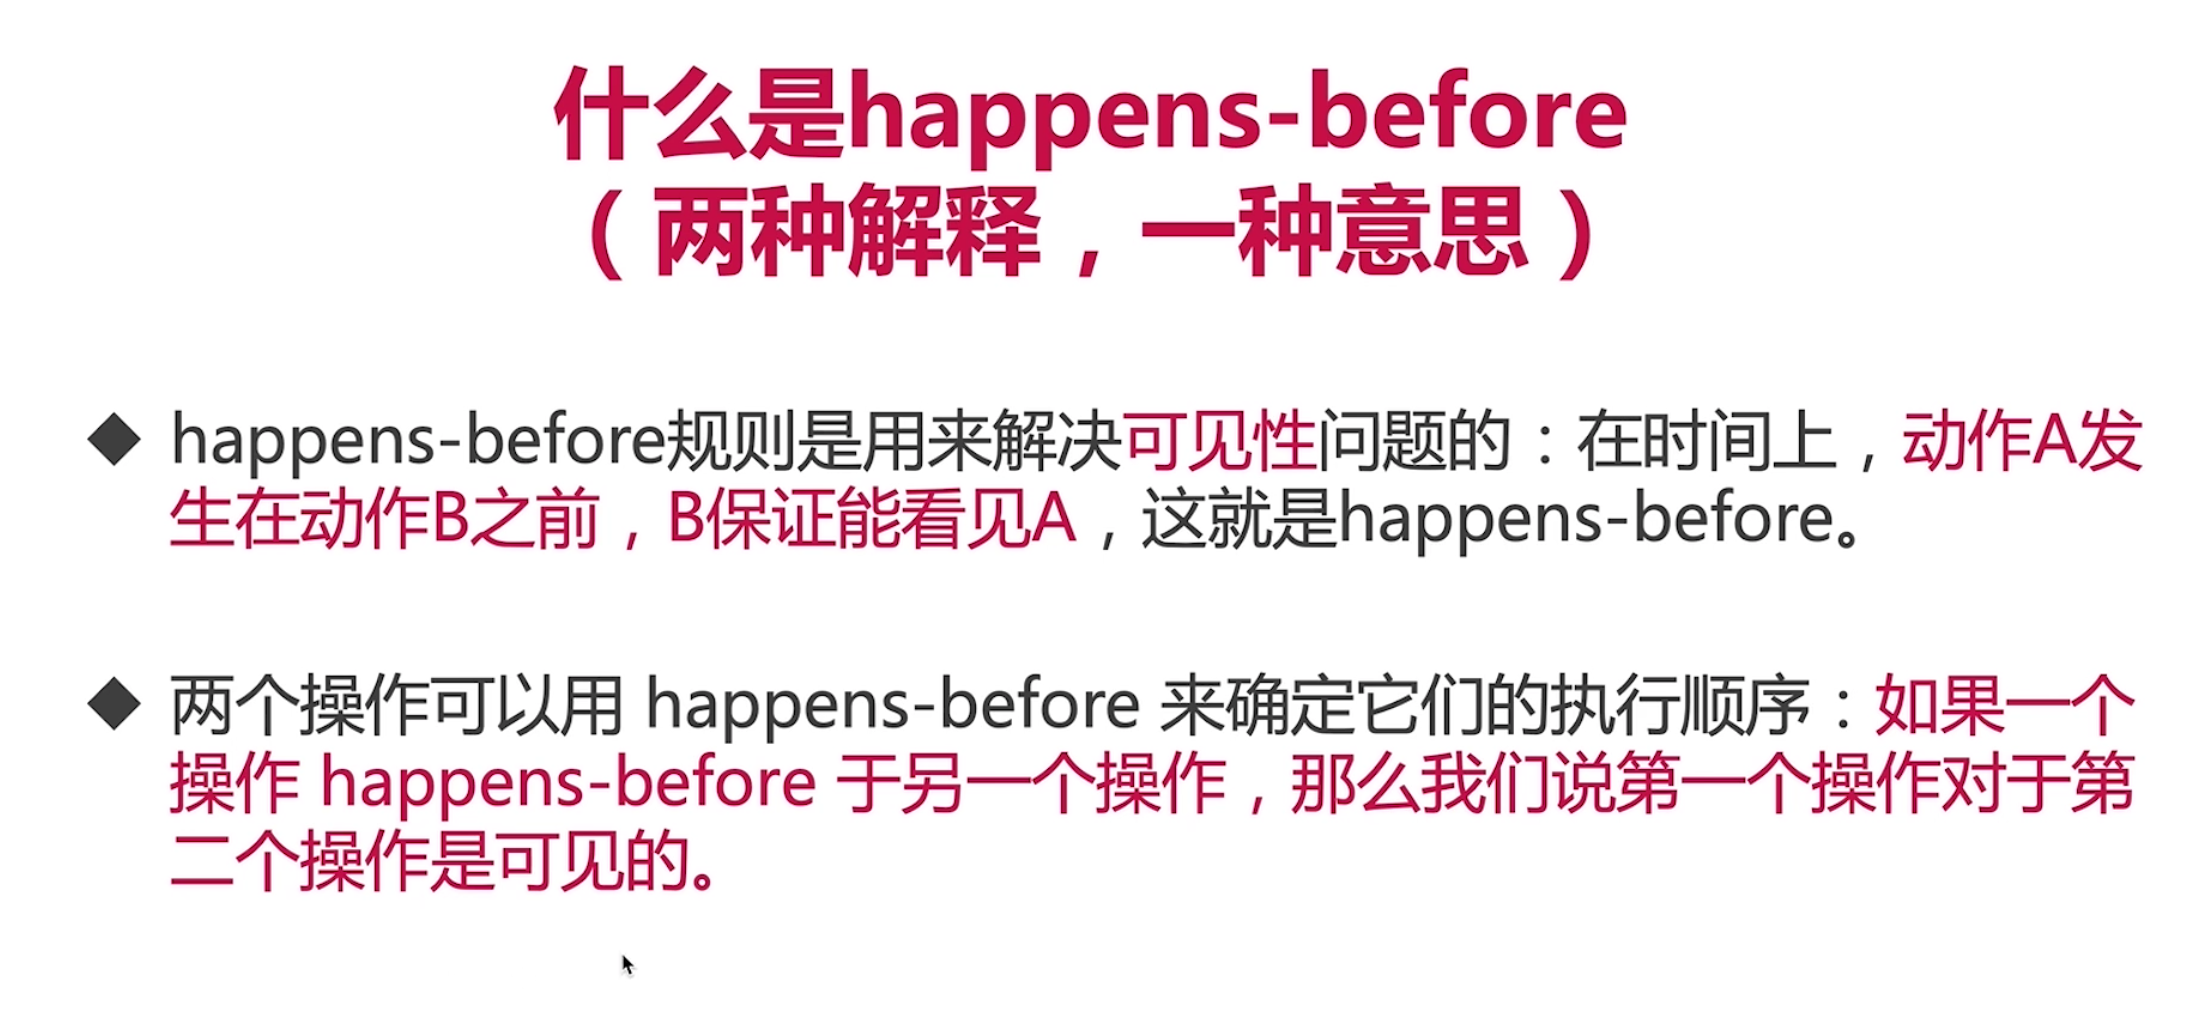 什么是happens-before
（两种解释，一种意思）
◆ happens-before规则是用来解决可见性问题的：在时间上，动作A发
生在动作B之前，B保证能看见A，这就是happens-before。
◆ 两个操作可以用 happens-before 来确定它们的执行顺序：如果一个
操作 happens-before 于另一个操作，那么我们说第一个操作对于第
二个操作是可见的。